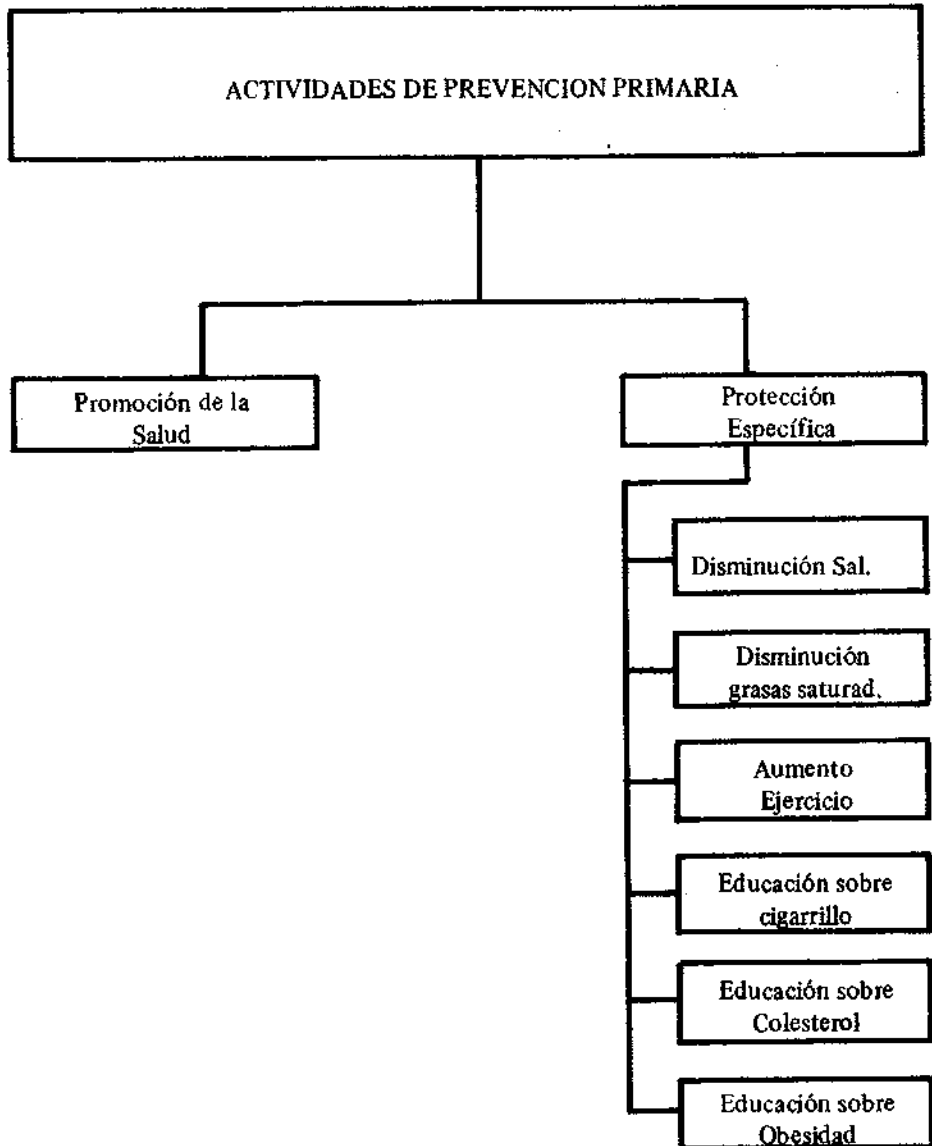 ACTIVIDADES DE PREVENCION PRIMARIA
Promoción de la
Salud
Protección
Específica
Disminución Sal.
Disminución
grasas saturad.
Aumento
Ejercicio
Educación sobre
cigarrillo
Educación sobre
Colesterol
Educación sobre
Obesidad